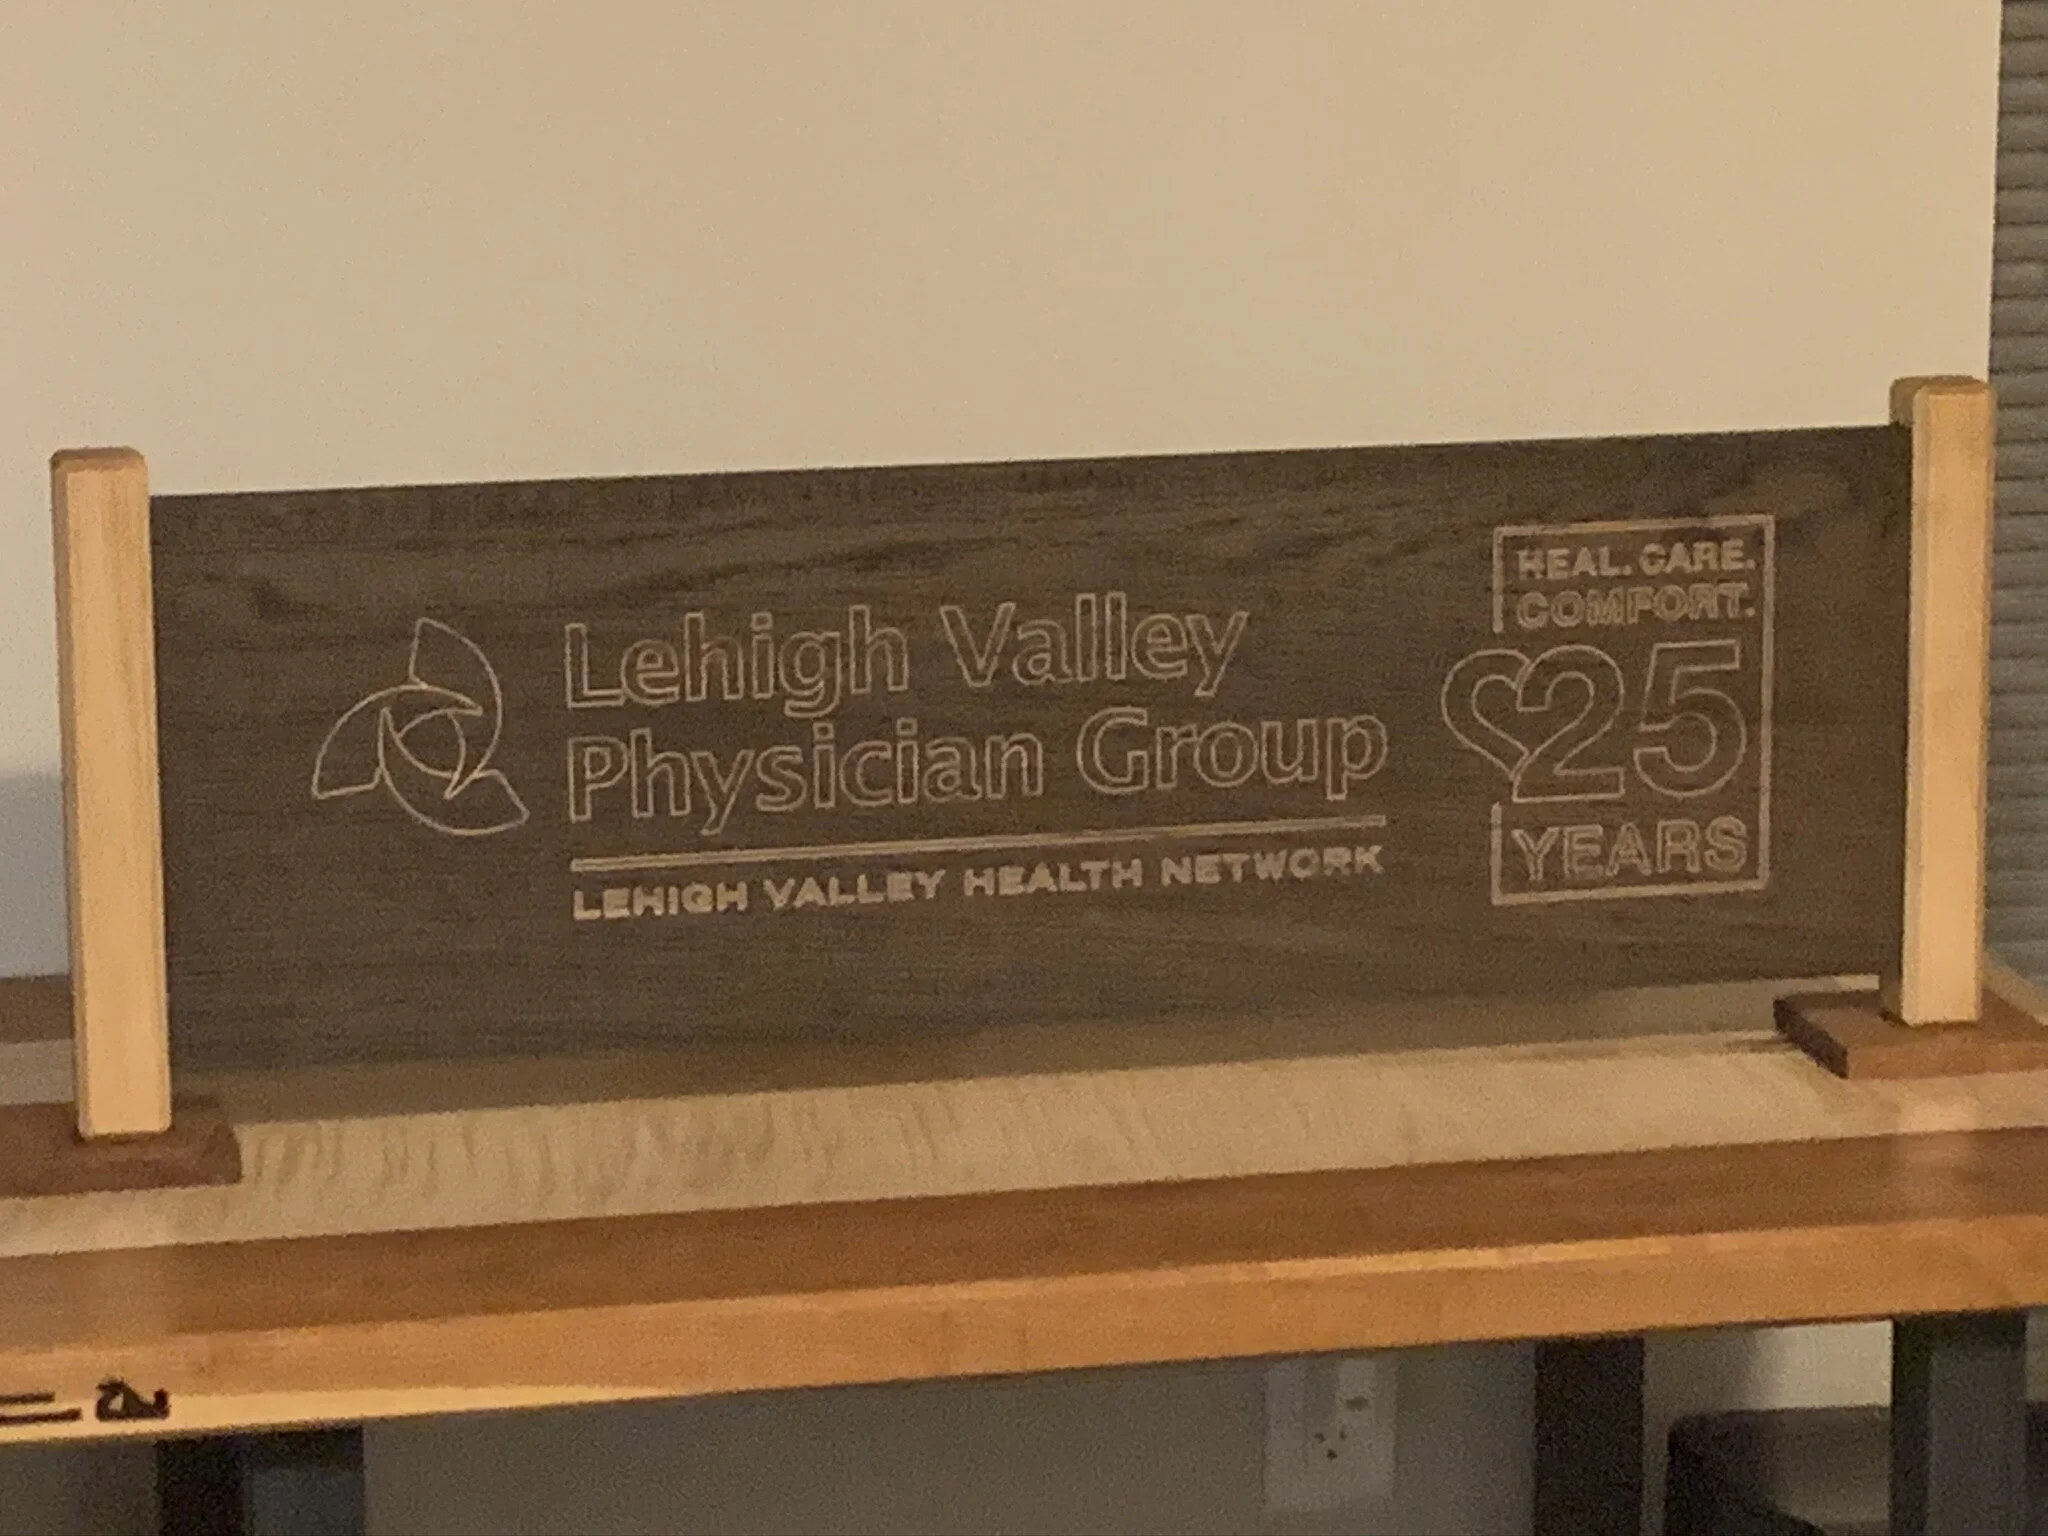 Lehigh Valley
Physician Group
LEHIGH VALLEY HEALTH NETWORK
HEAL. CARE.
COMFORT.
25
YEARS